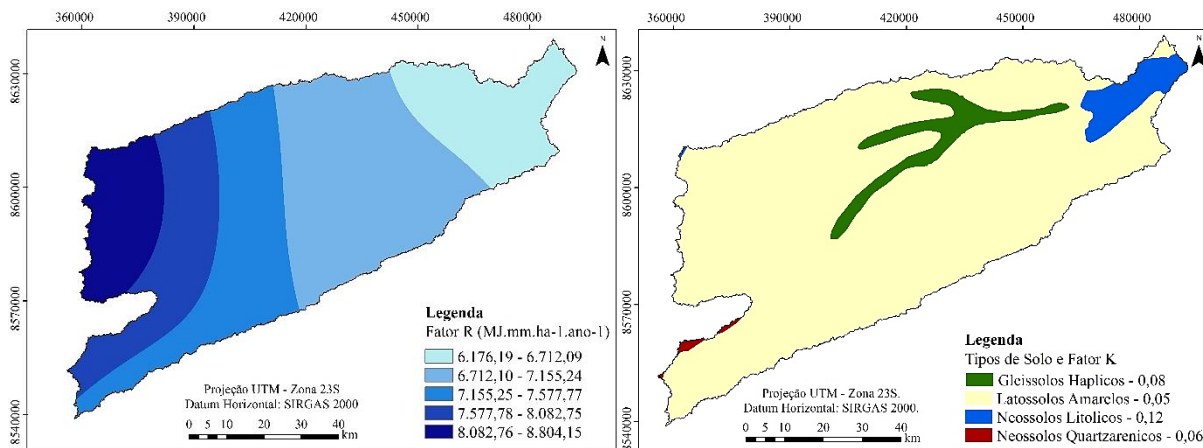 360000 390000 420000 450000 480000
N
8630000
8600000
8570000
8540000
Legenda
Fator R (MJ.mm.ha-1.ano-1)
6.176,19 - 6.712,09
6.712,10 - 7.155,24
7.155,25 - 7.577,77
7.577,78 - 8.082,75
8.082,76 - 8.804,15
Projeção UTM - Zona 23S
Datum Horizontal: SIRGAS 2000
0 5 10 20 30 40
km
360000 390000 420000 450000 480000
N
8630000
8600000
8570000
8540000
Legenda
Tipos de Solo e Fator K
Gleissolos Haplicos - 0,08
Latossolos Amarelos - 0,05
Neossolos Litolicos - 0,12
Neossolos Quartzarenicos - 0,06
Projeção UTM - Zona 23S.
Datum Horizontal: SIRGAS 2000.
0 5 10 20 30 40
km